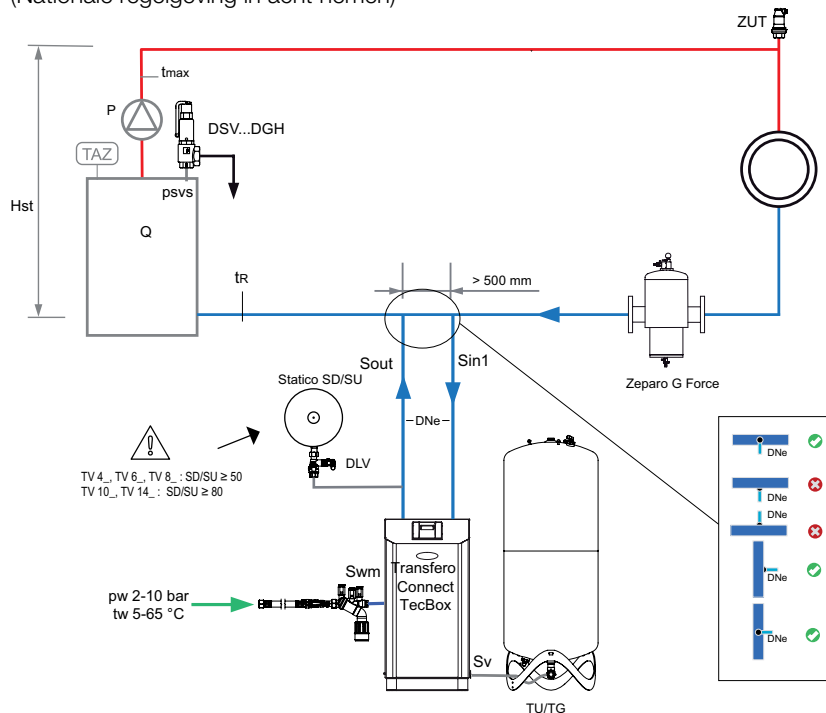 (Nationale regelgeving in acht nemen)
ZUT
tmax
P
DSV...DGH
TAZ
psvs
Hst
Q
tR
> 500 mm
Sout
Sin1
Zeparo G Force
Statico SD/SU
DNe
DLV
TV 4_, TV 6_, TV 8_ : SD/SU ≥ 50
TV 10_, TV 14_ : SD/SU ≥ 80
DNe
DNe
DNe
DNe
DNe
Swm
Transfero
Connect
TecBox
pw 2-10 bar
tw 5-65 °C
Sv
TU/TG